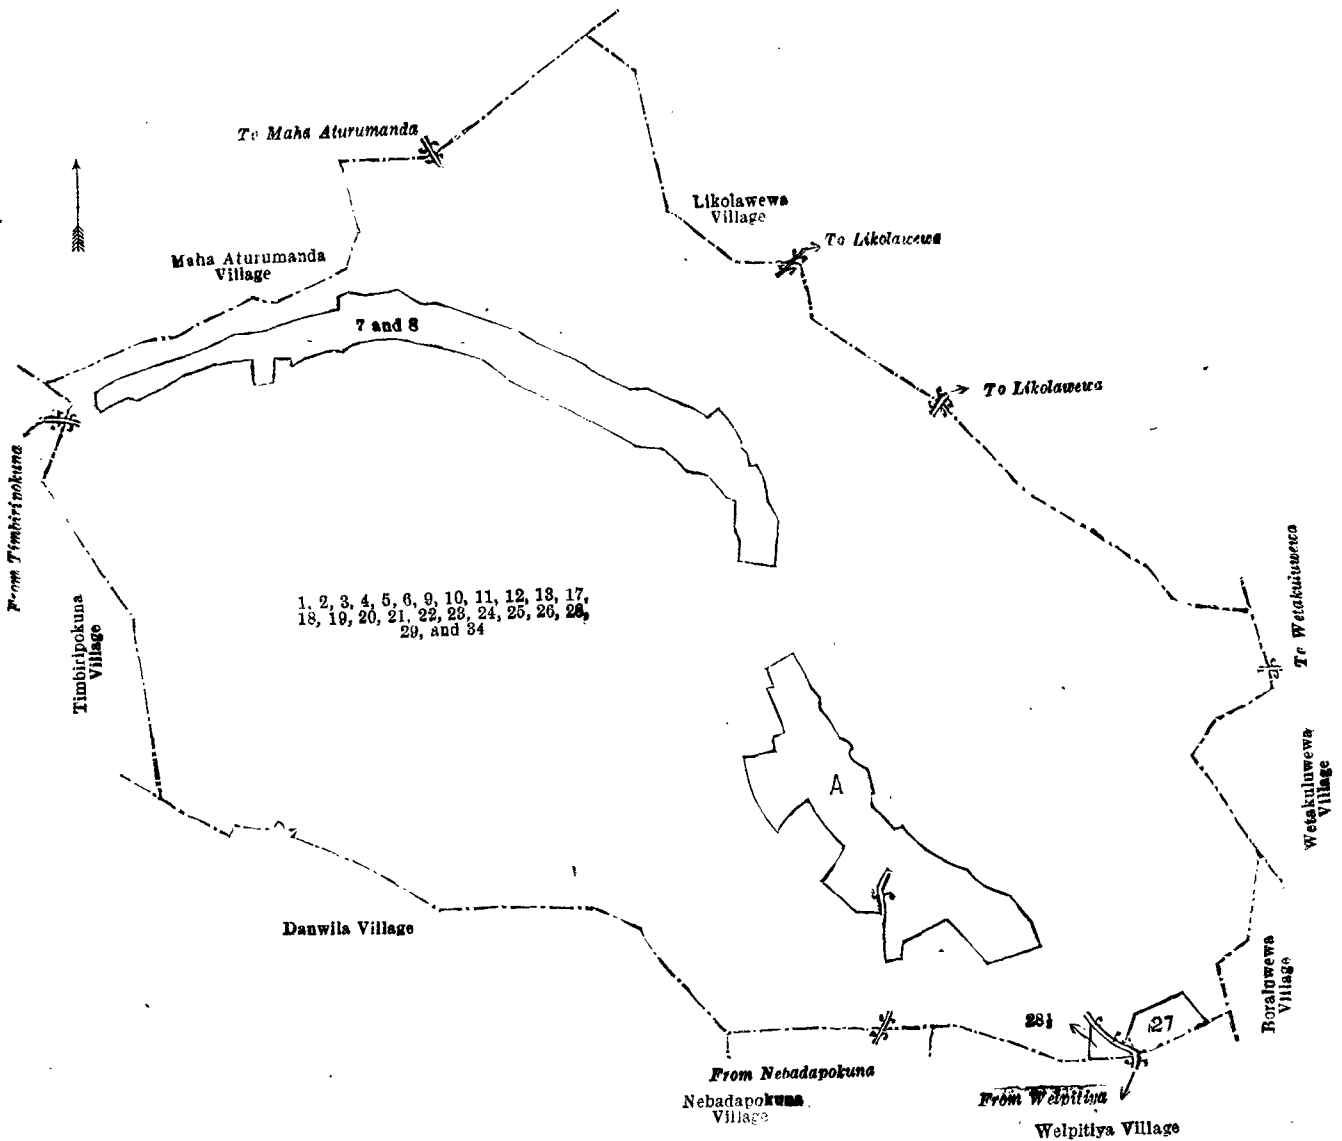 To Maha Aturumanda
Likolawewa
Village
To Likolawewa
Maha Aturumanda
Village
7 and 8
To Likolawewa
From Timbiripokuna
1, 2, 3, 4, 5, 6, 9, 10, 11, 12, 13, 17,
18, 19, 20, 21, 22, 23, 24, 25, 26, 28,
29, and 34
Timbiripokuna
Village
To Wetakuluwewa
A
Wetakuluwewa
Village
Danwila Village
Boraluwewa
Village
28½
27
From Nebadapokuna
Nebadapokuna
Village
From Welpitiya
Welpitiya Village